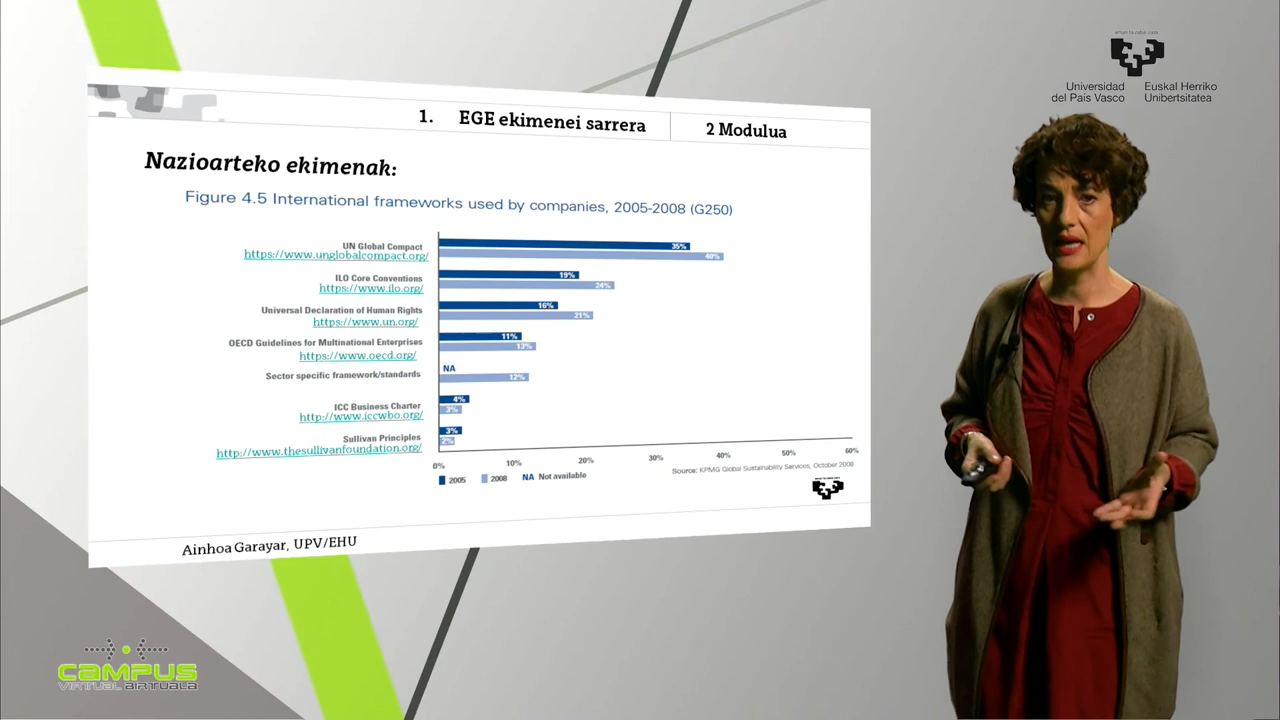 Universidad del País Vasco
Euskal Herriko Unibertsitatea
1. EGE ekimenei sarrera
2 Modulua
Nazioarteko ekimenak:
Figure 4.5 International frameworks used by companies, 2005-2008 (G250)
UN Global Compact
https://www.unglobalcompact.org/
35%
40%
ILO Core Conventions
https://www.ilo.org/
19%
24%
Universal Declaration of Human Rights
https://www.un.org/
16%
21%
OECD Guidelines for Multinational Enterprises
https://www.oecd.org/
11%
13%
Sector specific framework/standards
NA
12%
ICC Business Charter
http://www.iccwbo.org/
4%
3%
Sullivan Principles
http://www.thesullivanfoundation.org/
3%
2%
0% 10% 20% 30% 40% 50% 60%
2005 2008 NA Not available
Source: KPMG Global Sustainability Services, October 2008
Ainhoa Garayar, UPV/EHU
CAMPUS
VIRTUAL BIRTUALA